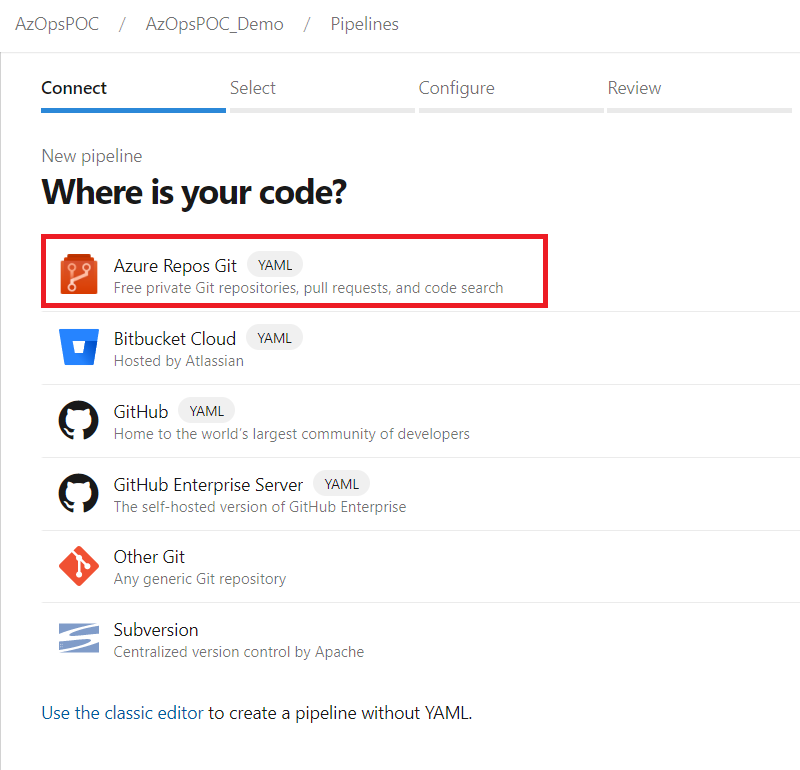 AzOpsPOC / AzOpsPOC_Demo / Pipelines
Connect Select Configure Review
New pipeline
Where is your code?
Azure Repos Git YAML
Free private Git repositories, pull requests, and code search
Bitbucket Cloud YAML
Hosted by Atlassian
GitHub YAML
Home to the world's largest community of developers
GitHub Enterprise Server YAML
The self-hosted version of GitHub Enterprise
Other Git
Any generic Git repository
Subversion
Centralized version control by Apache
Use the classic editor to create a pipeline without YAML.